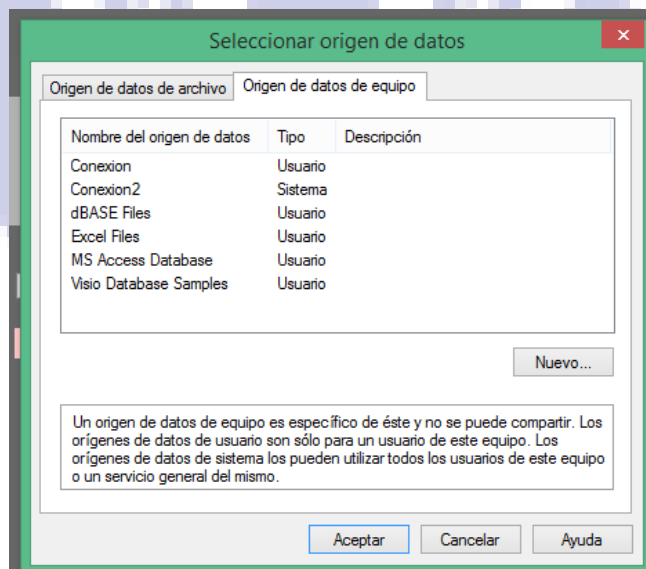 Seleccionar origen de datos
Origen de datos de archivo Origen de datos de equipo
Nombre del origen de datos Tipo Descripción
Conexion Usuario
Conexion2 Sistema
dBASE Files Usuario
Excel Files Usuario
MS Access Database Usuario
Visio Database Samples Usuario
Nuevo...
Un origen de datos de equipo es específico de éste y no se puede compartir. Los
orígenes de datos de usuario son sólo para un usuario de este equipo. Los
orígenes de datos de sistema los pueden utilizar todos los usuarios de este equipo
o un servicio general del mismo.
Aceptar Cancelar Ayuda